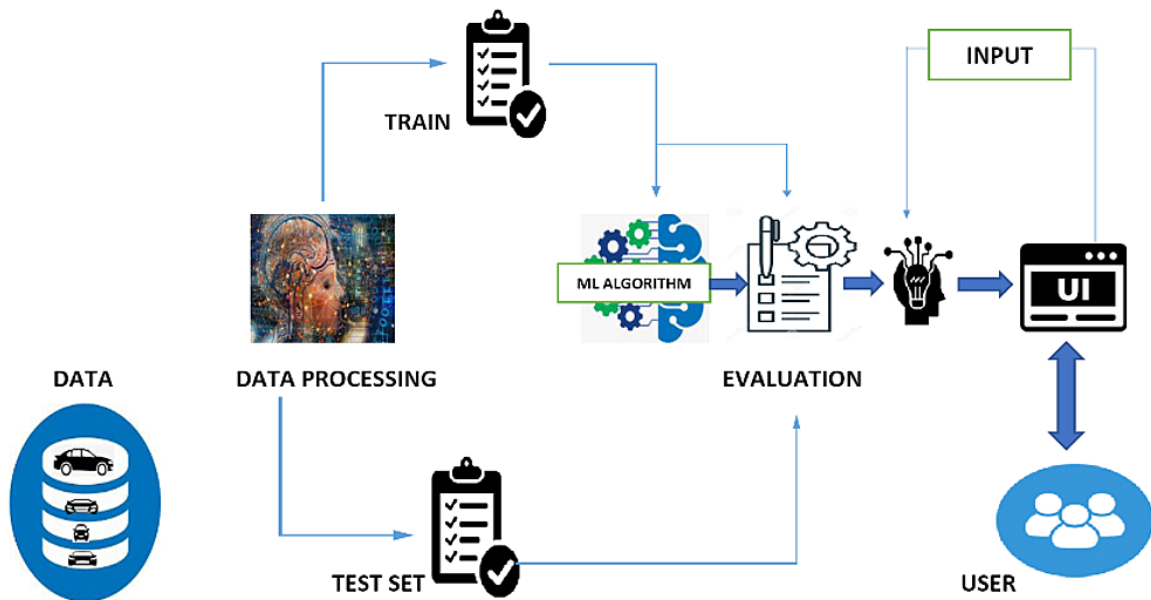 INPUT
TRAIN
ML ALGORITHM
UI
DATA
DATA PROCESSING
EVALUATION
TEST SET
USER